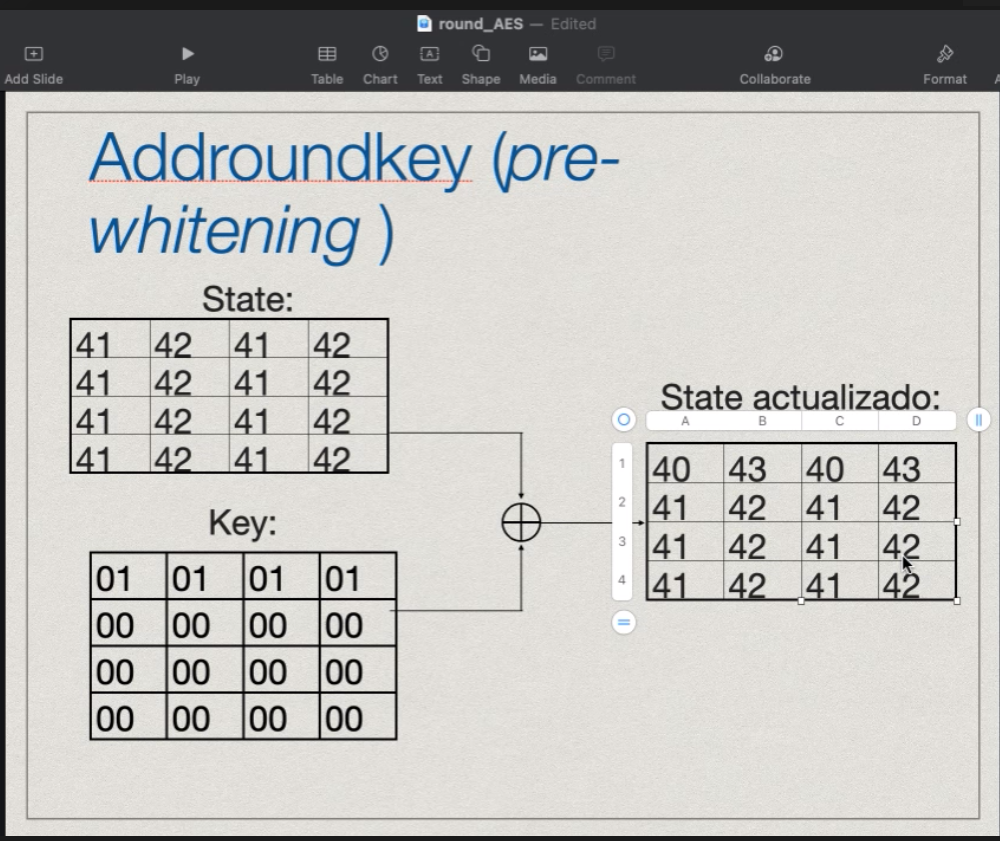 round_AES — Edited
Add Slide Play Table Chart Text Shape Media Comment Collaborate Format
Addroundkey (pre-
whitening )
State:
41 42 41 42
41 42 41 42
41 42 41 42
41 42 41 42
Key:
01 01 01 01
00 00 00 00
00 00 00 00
00 00 00 00
State actualizado:
A B C D
1 40 43 40 43
2 41 42 41 42
3 41 42 41 42
4 41 42 41 42